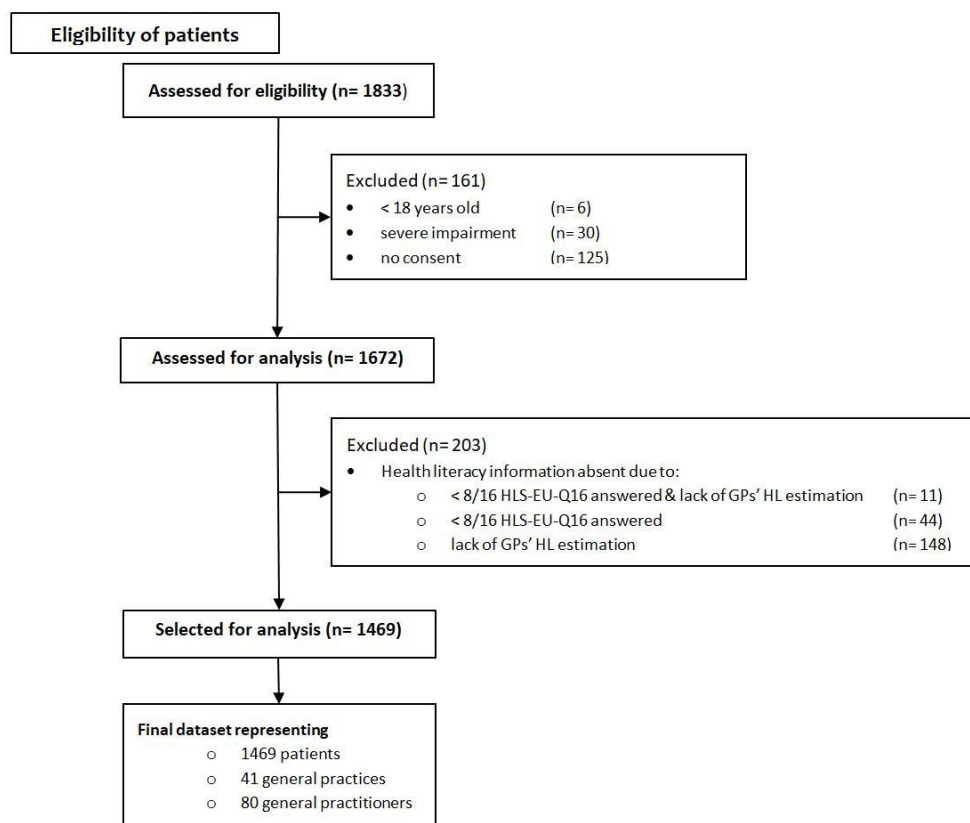 Eligibility of patients
Assessed for eligibility (n= 1833)
Excluded (n= 161)
• < 18 years old (n= 6)
• severe impairment (n= 30)
• no consent (n= 125)
Assessed for analysis (n= 1672)
Excluded (n= 203)
• Health literacy information absent due to:
o < 8/16 HLS-EU-Q16 answered & lack of GPs' HL estimation (n= 11)
o < 8/16 HLS-EU-Q16 answered (n= 44)
o lack of GPs' HL estimation (n= 148)
Selected for analysis (n= 1469)
Final dataset representing
o 1469 patients
o 41 general practices
o 80 general practitioners